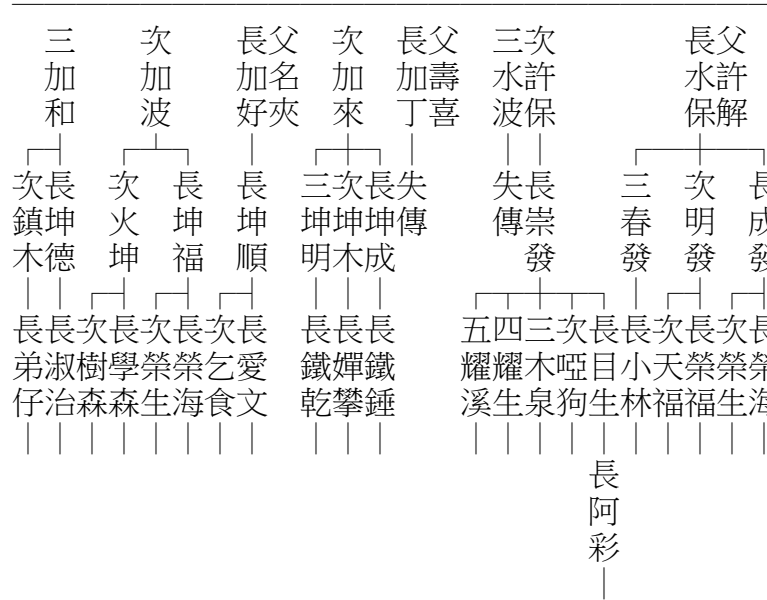 父許解
長水保
次許保
三水波
父壽喜
長加丁
次加來
父名夾
長加好
次加波
三加和
長成發
次明發
三春發
長崇發
失傳
失傳
長坤成
次坤木
三坤明
長坤順
長坤福
次火坤
長坤德
次鎮木
長榮海
次榮生
長榮福
次天福
長小林
長目生
次啞狗
三木泉
四耀生
五耀溪
長鐵錘
長嬋攀
長鐵乾
長愛文
次乞食
長榮海
次榮生
長學森
次樹森
長淑治
長弟仔
長阿彩